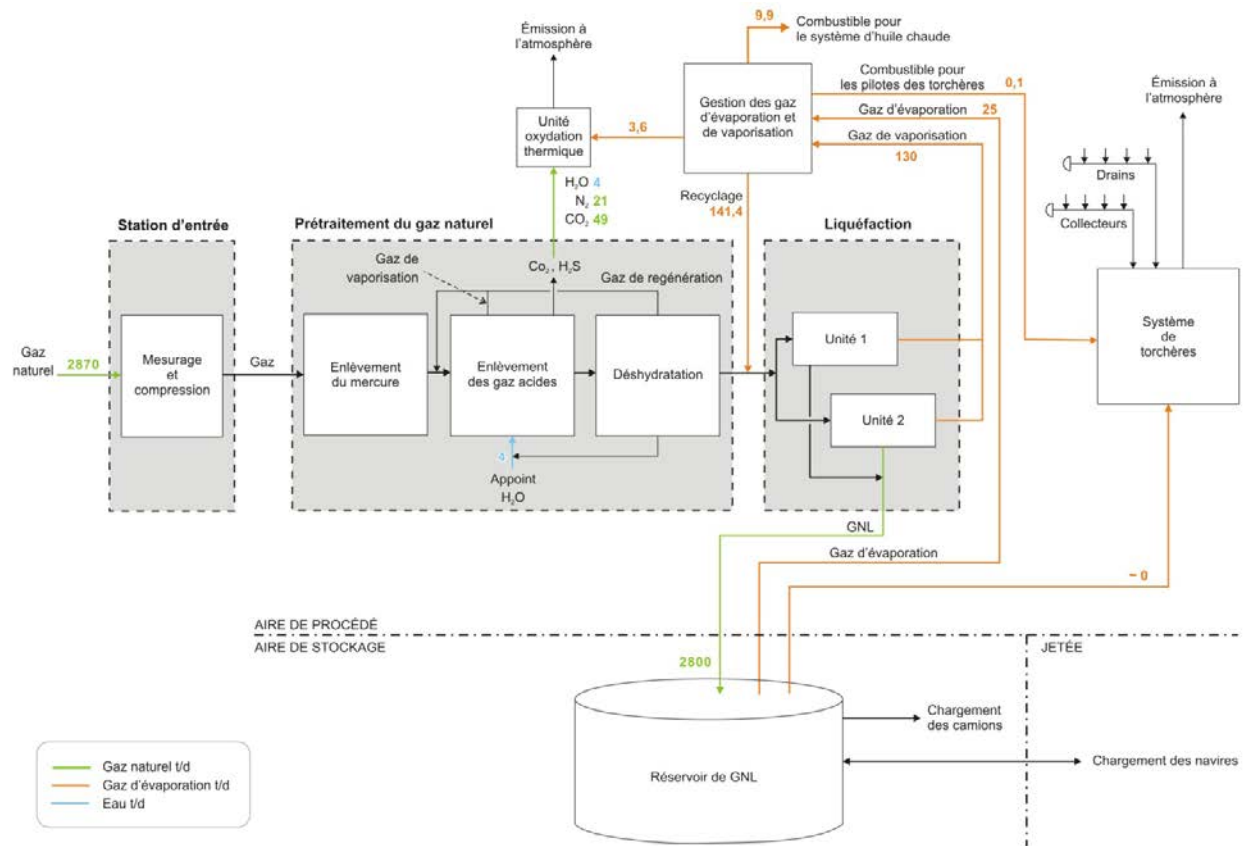 9,9
Combustible pour
le système d'huile chaude
Émission à
l'atmosphère
Combustible pour
les pilotes des torchères
0,1
Émission à
l'atmosphère
Gestion des gaz
d'évaporation et
de vaporisation
Gaz d'évaporation
25
Unité
oxydation
thermique
3,6
Gaz de vaporisation
130
Drains
Collecteurs
H₂O 4
N₂ 21
CO₂ 49
Recyclage
141,4
Station d'entrée
Prétraitement du gaz naturel
Liquéfaction
Gaz de
vaporisation
Co₂, H₂S
Gaz de regénération
Gaz
naturel
2870
Mesurage
et
compression
Gaz
Enlèvement
du mercure
Enlèvement
des gaz acides
Déshydratation
Unité 1
Unité 2
Système
de
torchères
4
Appoint
H₂O
GNL
Gaz d'évaporation
~ 0
AIRE DE PROCÉDÉ
AIRE DE STOCKAGE
JETÉE
2800
Chargement
des camions
Réservoir de GNL
Chargement des navires
Gaz naturel t/d
Gaz d'évaporation t/d
Eau t/d